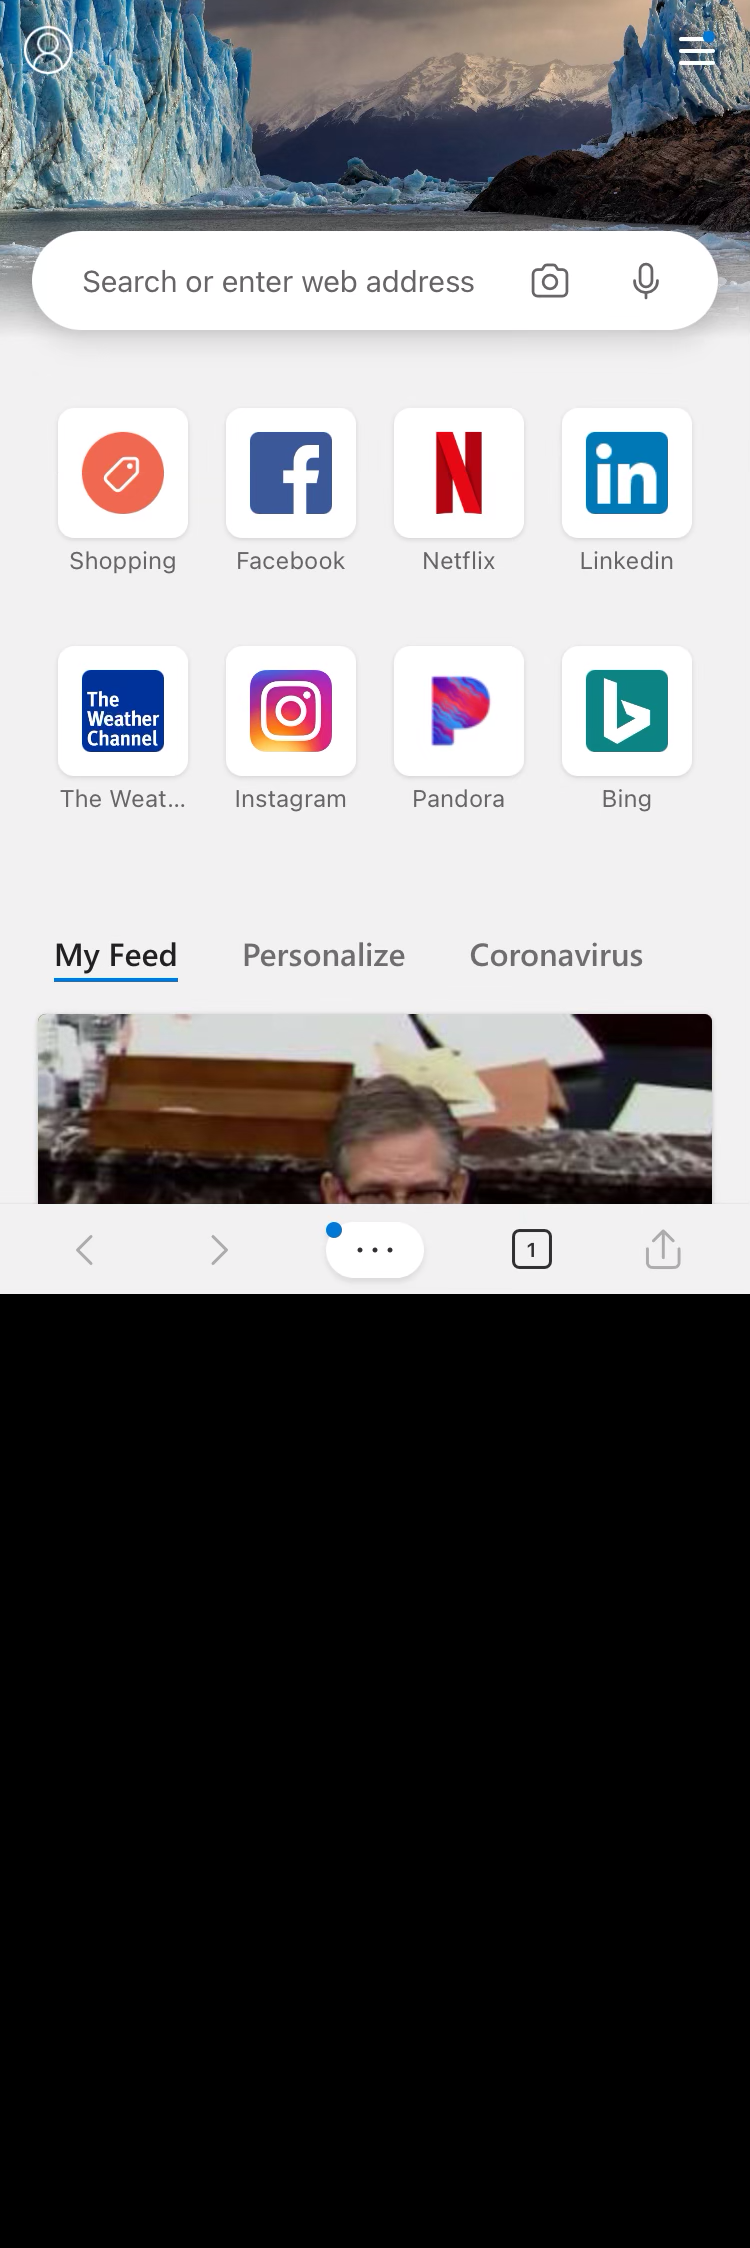 Search or enter web address
Shopping
Facebook
Netflix
in
Linkedin
The
Weather
Channel
The Weat...
Instagram
Pandora
Bing
My Feed
Personalize
Coronavirus
1